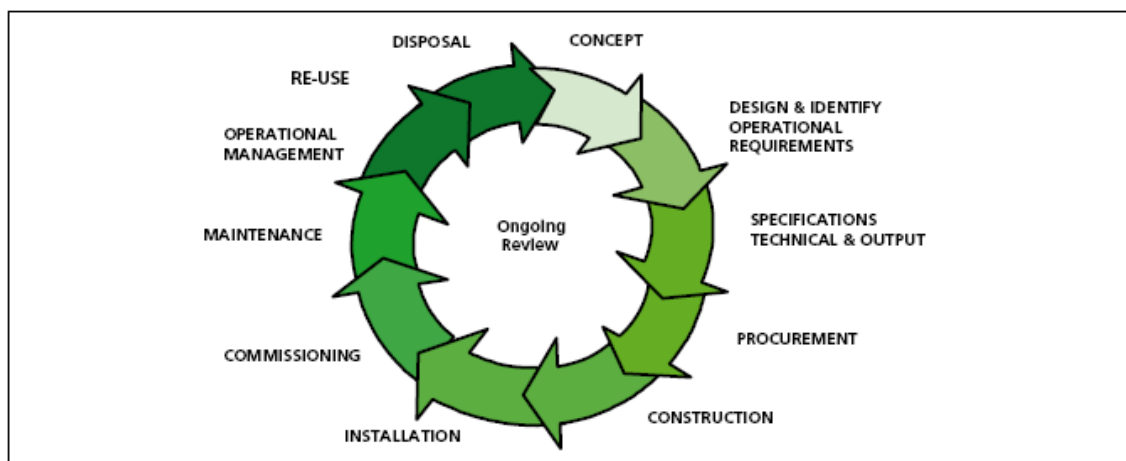 CONCEPT
DESIGN & IDENTIFY
OPERATIONAL
REQUIREMENTS
SPECIFICATIONS
TECHNICAL & OUTPUT
PROCUREMENT
CONSTRUCTION
INSTALLATION
COMMISSIONING
MAINTENANCE
OPERATIONAL
MANAGEMENT
RE-USE
DISPOSAL
Ongoing
Review